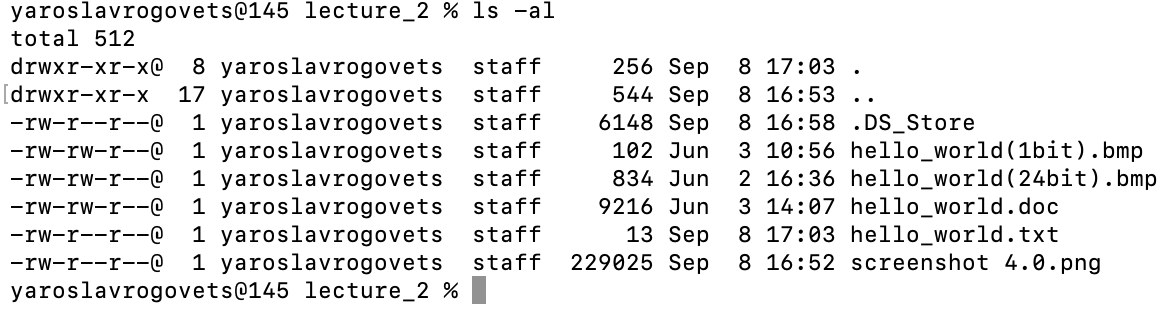 yaroslavrogovets@145 lecture_2 % ls -al
total 512
drwxr-xr-x@  8 yaroslavrogovets  staff     256 Sep  8 17:03 .
[drwxr-xr-x  17 yaroslavrogovets  staff     544 Sep  8 16:53 ..
-rw-r--r--@  1 yaroslavrogovets  staff    6148 Sep  8 16:58 .DS_Store
-rw-rw-r--@  1 yaroslavrogovets  staff     102 Jun  3 10:56 hello_world(1bit).bmp
-rw-rw-r--@  1 yaroslavrogovets  staff     834 Jun  2 16:36 hello_world(24bit).bmp
-rw-rw-r--@  1 yaroslavrogovets  staff    9216 Jun  3 14:07 hello_world.doc
-rw-r--r--@  1 yaroslavrogovets  staff      13 Sep  8 17:03 hello_world.txt
-rw-r--r--@  1 yaroslavrogovets  staff  229025 Sep  8 16:52 screenshot 4.0.png
yaroslavrogovets@145 lecture_2 %